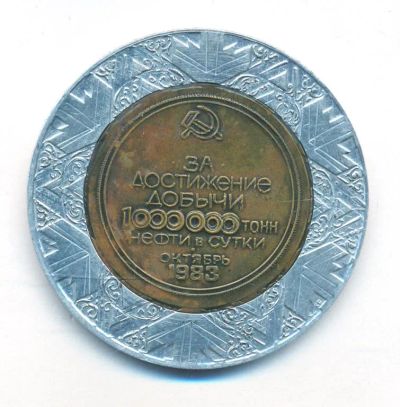 ЗА
ДОСТИЖЕНИЕ
ДОБЫЧИ
1000000 ТОНН
НЕФТИ в СУТКИ
ОКТЯБРЬ
1983